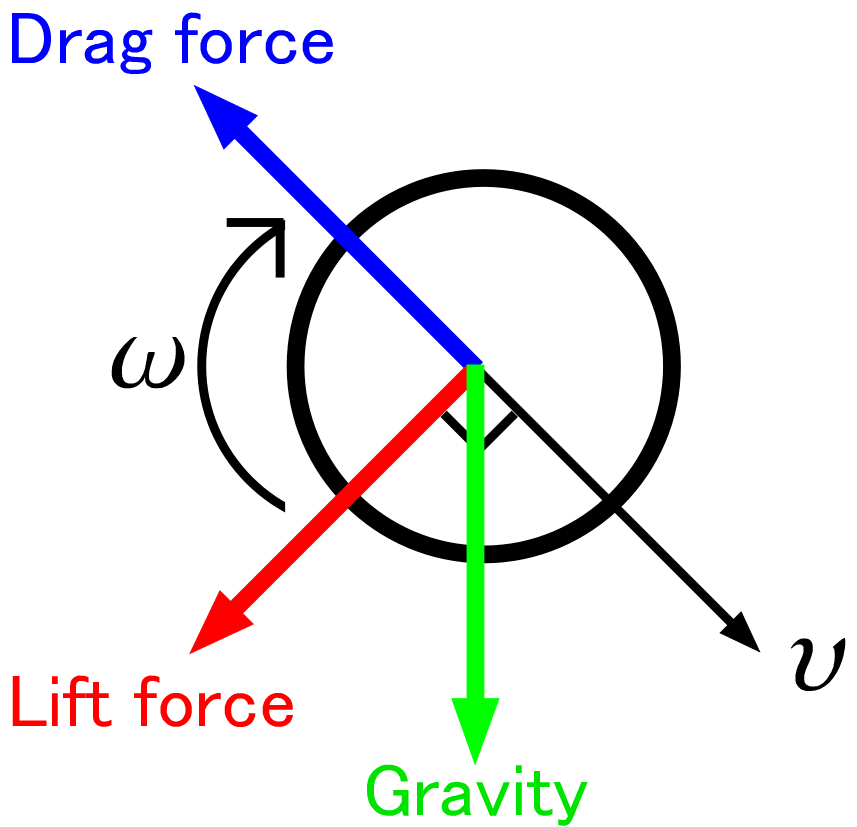 Drag force
ω
υ
Lift force
Gravity